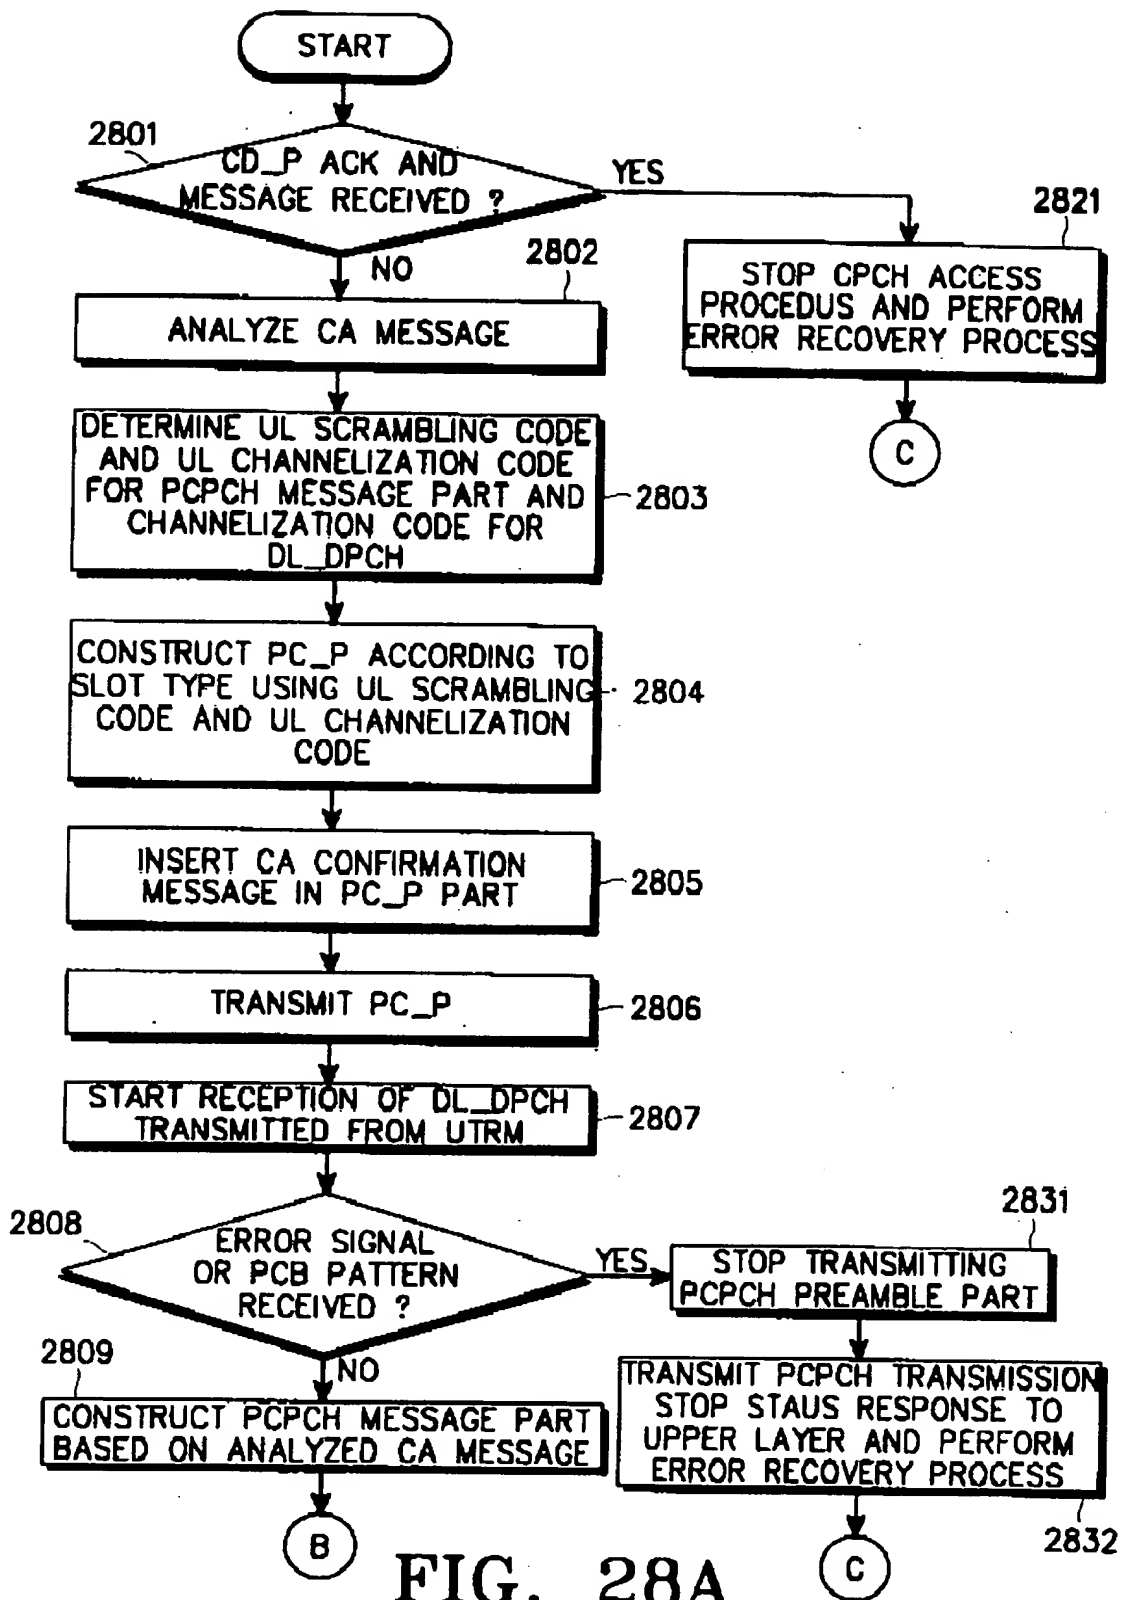 START
2801
CD_P ACK AND
MESSAGE RECEIVED ?
YES
NO
2821
STOP CPCH ACCESS
PROCEDUS AND PERFORM
ERROR RECOVERY PROCESS
C
2802
ANALYZE CA MESSAGE
DETERMINE UL SCRAMBLING CODE
AND UL CHANNELIZATION CODE
FOR PCPCH MESSAGE PART AND
CHANNELIZATION CODE FOR
DL_DPCH
2803
CONSTRUCT PC_P ACCORDING TO
SLOT TYPE USING UL SCRAMBLING
CODE AND UL CHANNELIZATION
CODE
2804
INSERT CA CONFIRMATION
MESSAGE IN PC_P PART
2805
TRANSMIT PC_P
2806
START RECEPTION OF DL_DPCH
TRANSMITTED FROM UTRM
2807
2808
ERROR SIGNAL
OR PCB PATTERN
RECEIVED ?
YES
NO
2831
STOP TRANSMITTING
PCPCH PREAMBLE PART
TRANSMIT PCPCH TRANSMISSION
STOP STAUS RESPONSE TO
UPPER LAYER AND PERFORM
ERROR RECOVERY PROCESS
2832
C
2809
CONSTRUCT PCPCH MESSAGE PART
BASED ON ANALYZED CA MESSAGE
B
FIG. 28A